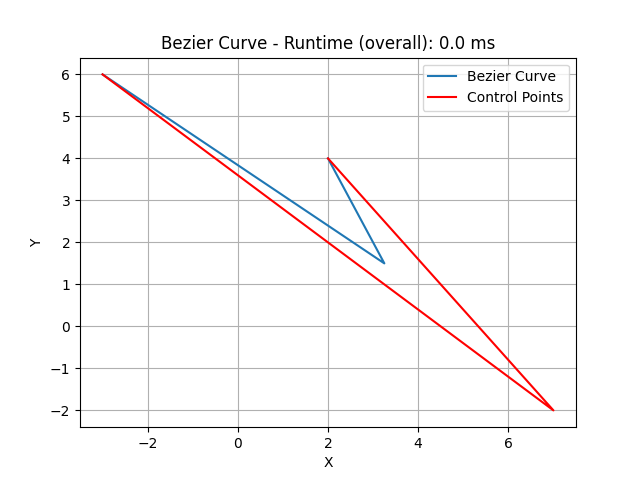 Bezier Curve - Runtime (overall): 0.0 ms
Bezier Curve
Control Points
6
5
4
3
2
1
0
−1
−2
Y
−2 0 2 4 6
X